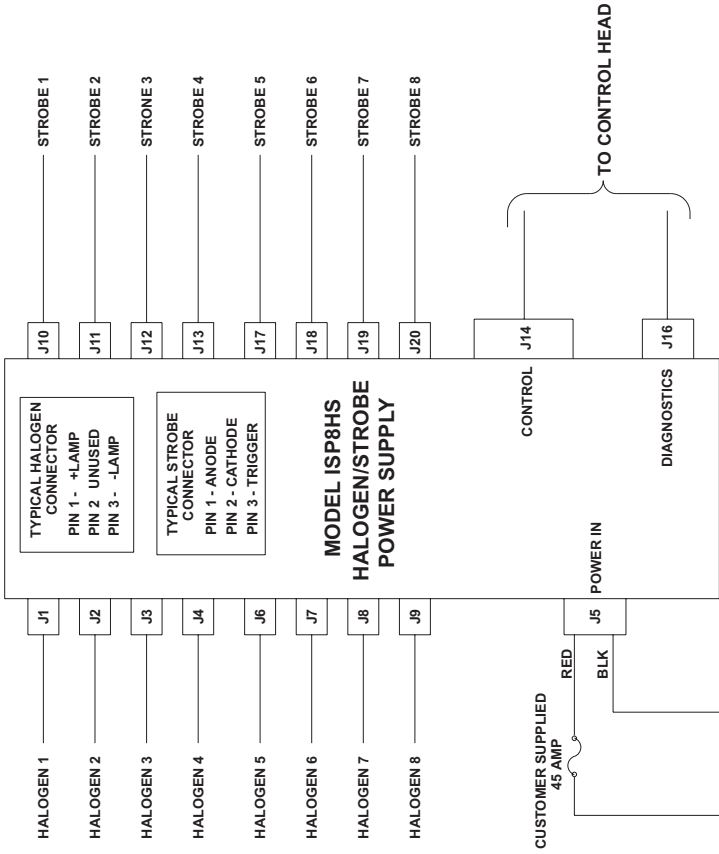 HALOGEN 1
HALOGEN 2
HALOGEN 3
HALOGEN 4
HALOGEN 5
HALOGEN 6
HALOGEN 7
HALOGEN 8
CUSTOMER SUPPLIED
45 AMP
RED
BLK
J1
J2
J3
J4
J6
J7
J8
J9
J5
POWER IN
TYPICAL HALOGEN
CONNECTOR
PIN 1 - +LAMP
PIN 2 UNUSED
PIN 3 - -LAMP
TYPICAL STROBE
CONNECTOR
PIN 1 - ANODE
PIN 2 - CATHODE
PIN 3 - TRIGGER
MODEL ISP8HS
HALOGEN/STROBE
POWER SUPPLY
CONTROL
DIAGNOSTICS
J10
J11
J12
J13
J17
J18
J19
J20
J14
J16
STROBE 1
STROBE 2
STRONE 3
STROBE 4
STROBE 5
STROBE 6
STROBE 7
STROBE 8
TO CONTROL HEAD